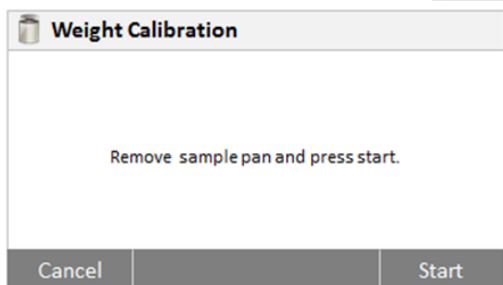 Weight Calibration
Remove sample pan and press start.
Cancel
Start